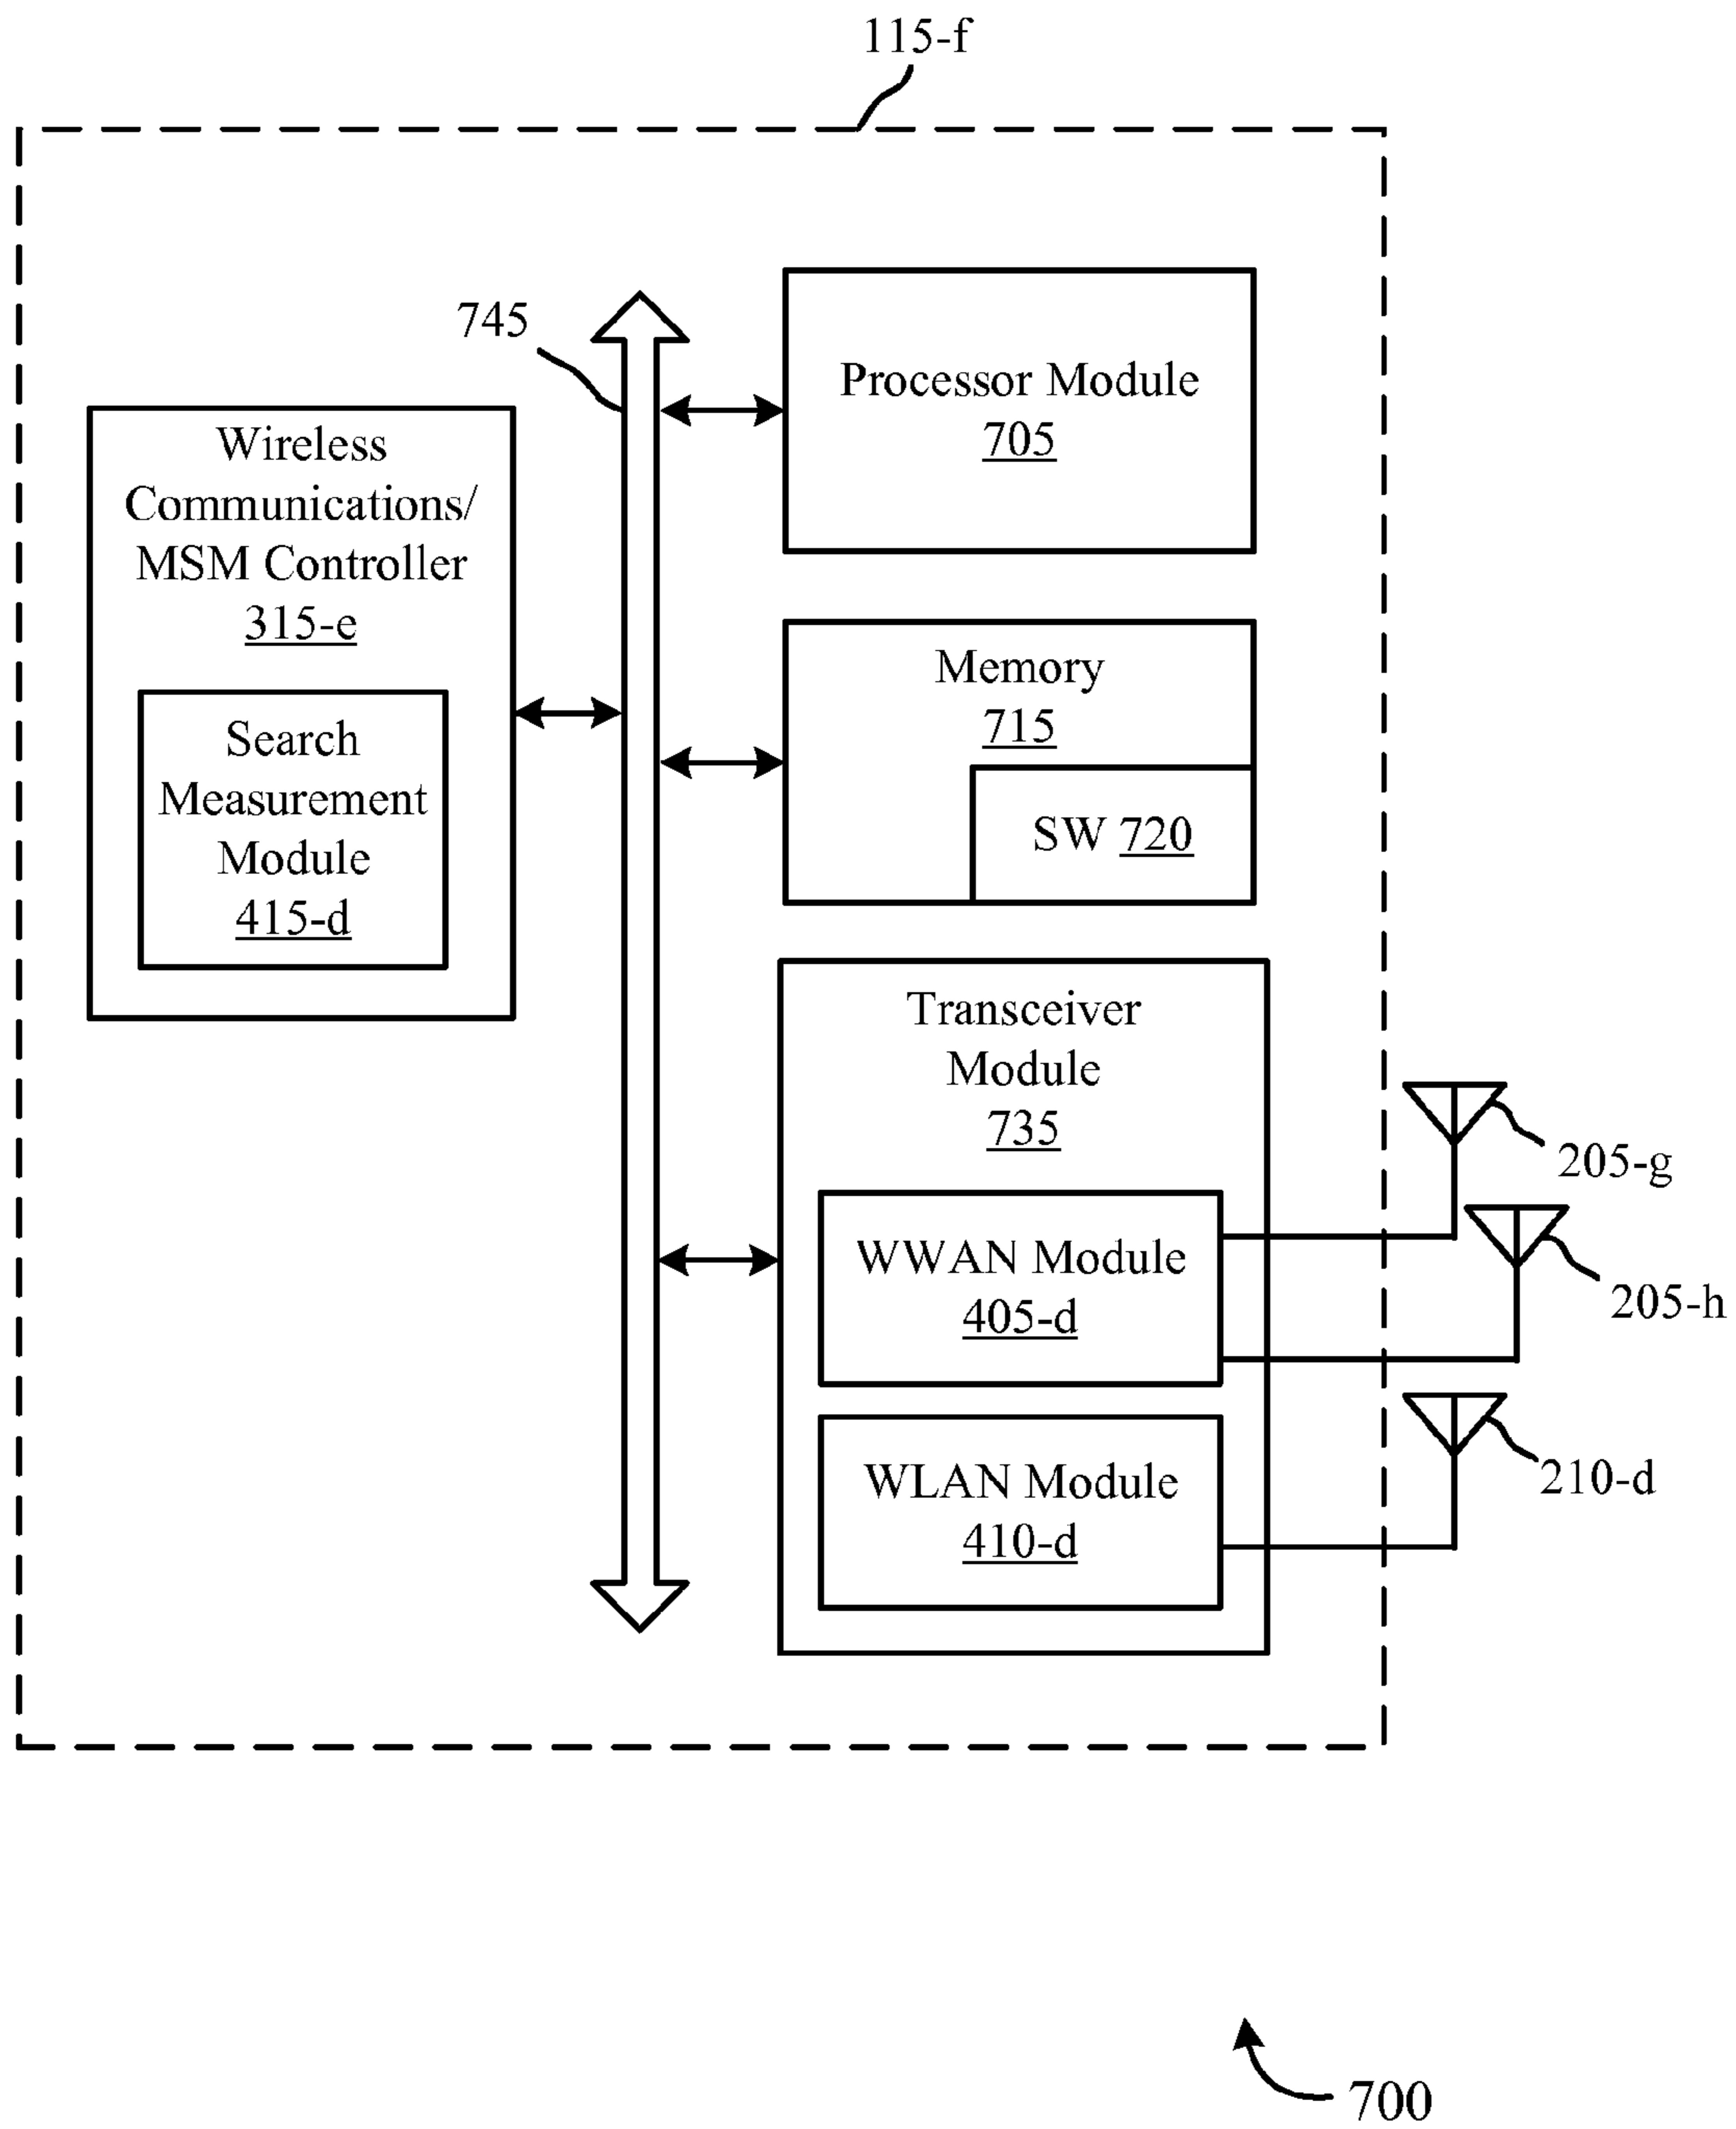 115-f
745
Processor Module
705
Wireless
Communications/
MSM Controller
315-e
Search
Measurement
Module
415-d
Memory
715
SW 720
Transceiver
Module
735
WWAN Module
405-d
WLAN Module
410-d
205-g
205-h
210-d
700